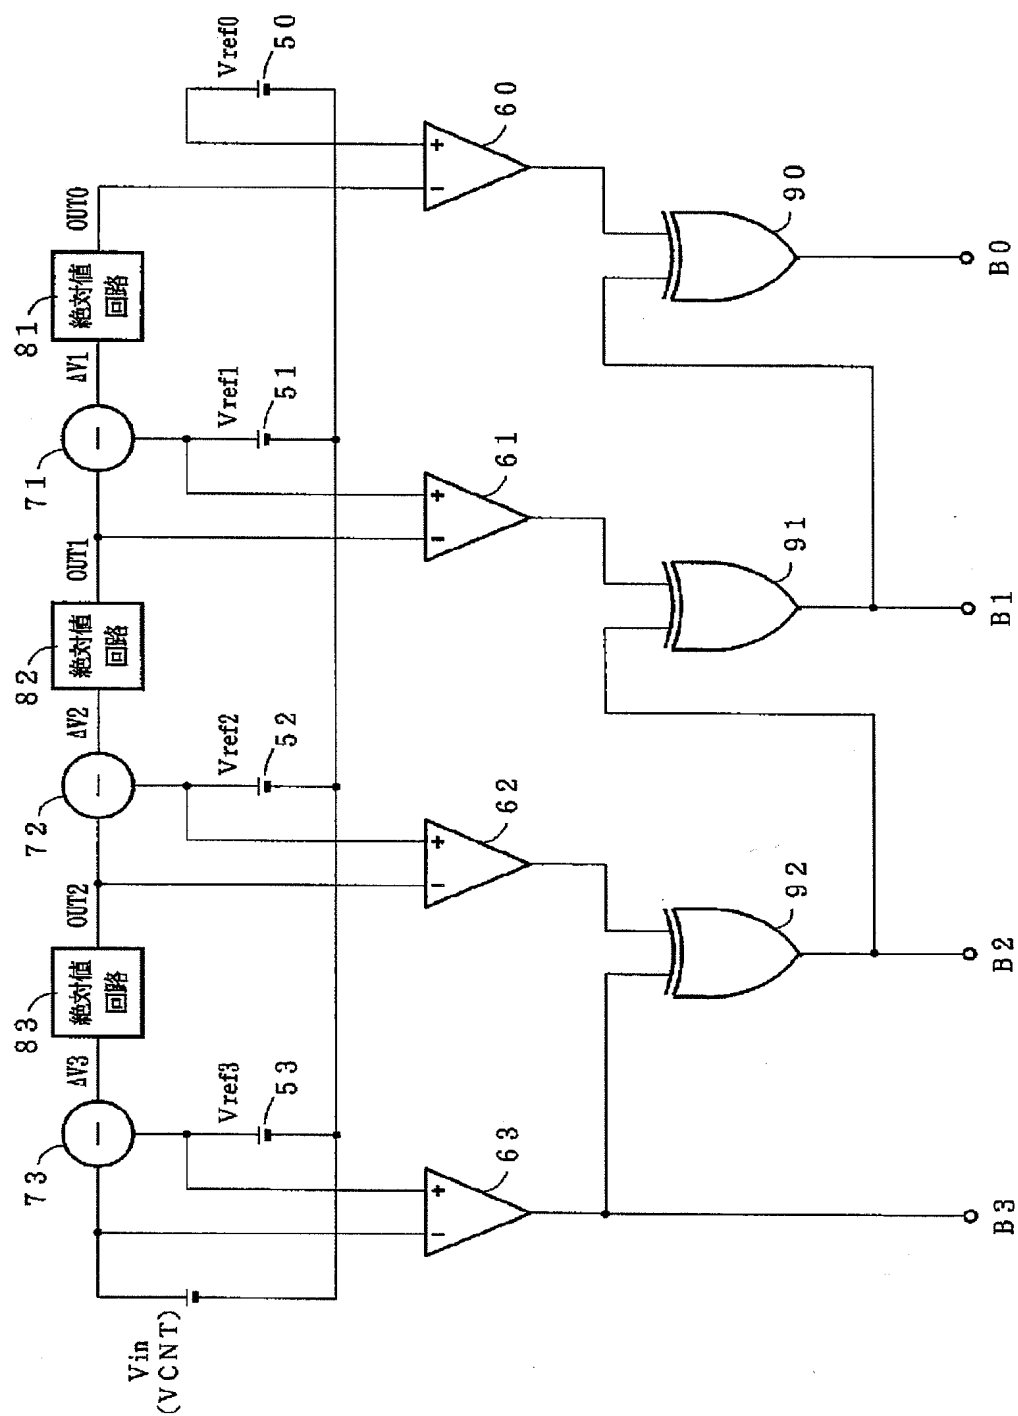 Vin
(VCNT)
73
ΔV3
83
絶対値
回路
OUT2
72
ΔV2
82
絶対値
回路
OUT1
71
ΔV1
81
絶対値
回路
OUT0
Vref3
53
Vref2
52
Vref1
51
Vref0
50
63
62
61
60
92
91
90
B3
B2
B1
B0